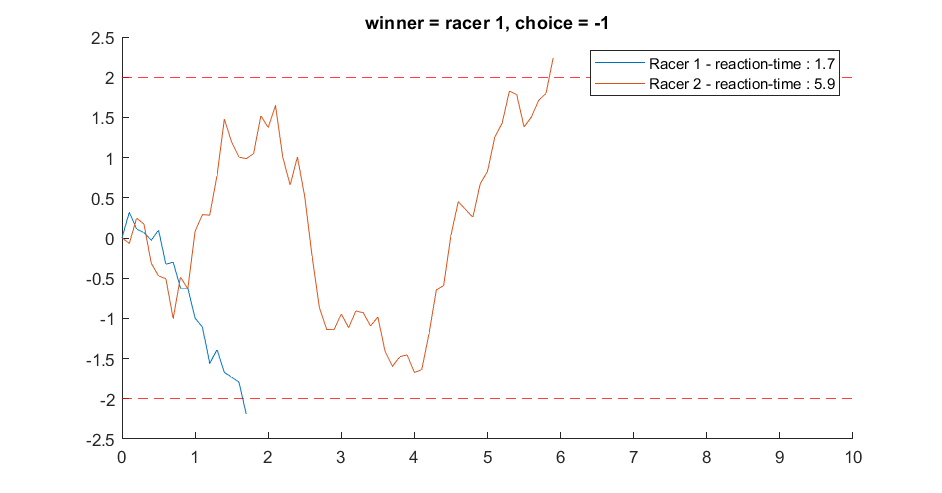 winner = racer 1, choice = -1
2.5
2
1.5
1
0.5
0
-0.5
-1
-1.5
-2
-2.5
Racer 1 - reaction-time : 1.7
Racer 2 - reaction-time : 5.9
0 1 2 3 4 5 6 7 8 9 10